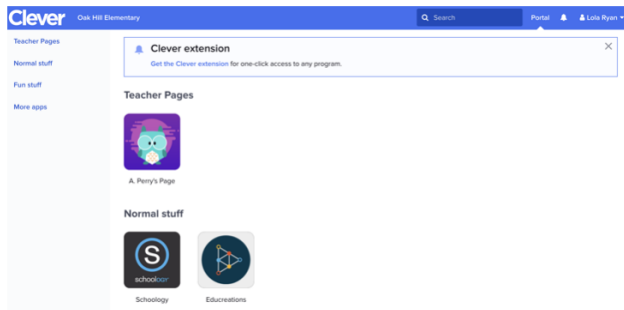 Clever
Oak Hill Elementary
Search
Portal
Lola Ryan
Teacher Pages
Normal stuff
Fun stuff
More apps
Clever extension
Get the Clever extension for one-click access to any program.
Teacher Pages
A. Perry's Page
Normal stuff
S
schoology
Schoology
Educreations